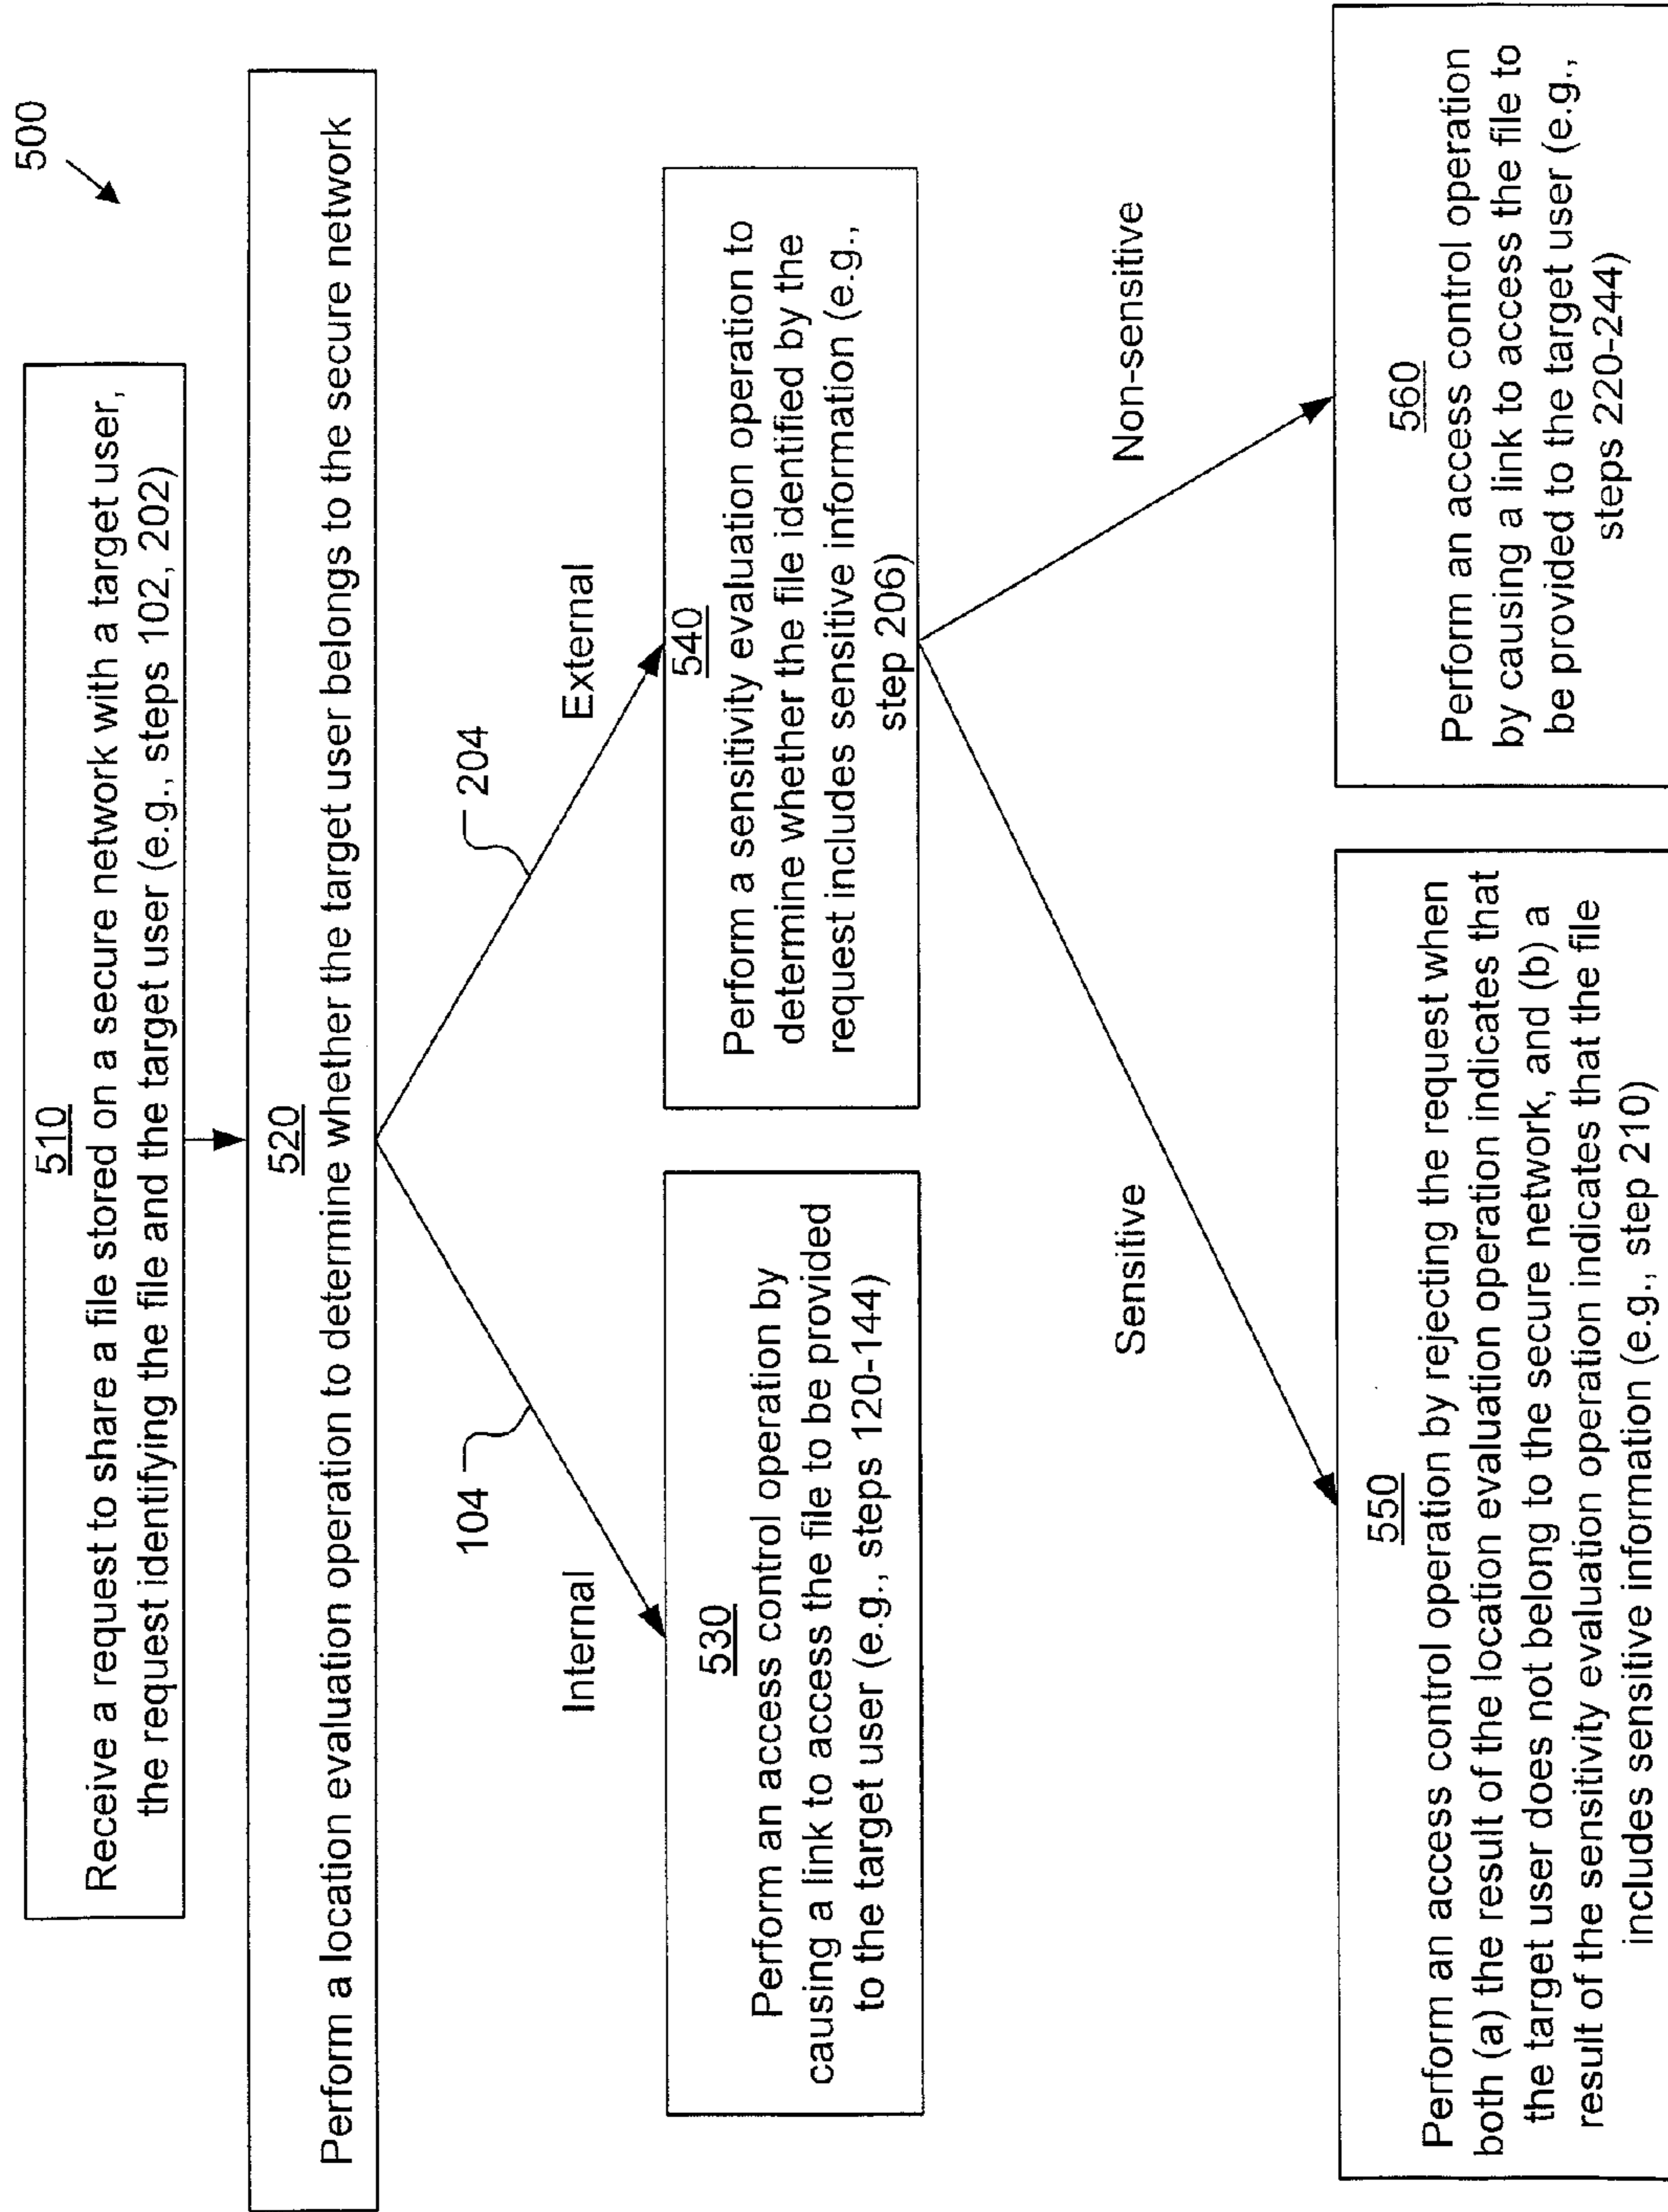 500
510
Receive a request to share a file stored on a secure network with a target user,
the request identifying the file and the target user (e.g., steps 102, 202)
520
Perform a location evaluation operation to determine whether the target user belongs to the secure network
104
204
Internal
External
530
Perform an access control operation by
causing a link to access the file to be provided
to the target user (e.g., steps 120-144)
540
Perform a sensitivity evaluation operation to
determine whether the file identified by the
request includes sensitive information (e.g.,
step 206)
Sensitive
Non-sensitive
550
Perform an access control operation by rejecting the request when
both (a) the result of the location evaluation operation indicates that
the target user does not belong to the secure network, and (b) a
result of the sensitivity evaluation operation indicates that the file
includes sensitive information (e.g., step 210)
560
Perform an access control operation
by causing a link to access the file to
be provided to the target user (e.g.,
steps 220-244)